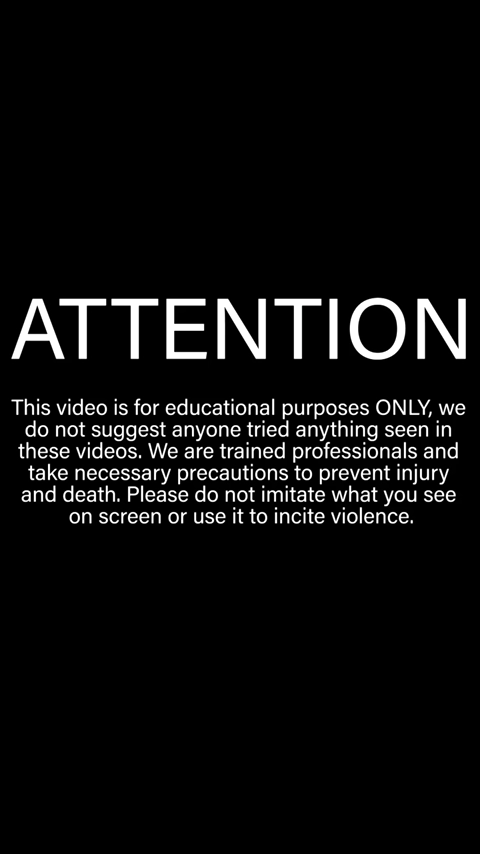 ATTENTION
This video is for educational purposes ONLY, we
do not suggest anyone tried anything seen in
these videos. We are trained professionals and
take necessary precautions to prevent injury
and death. Please do not imitate what you see
on screen or use it to incite violence.